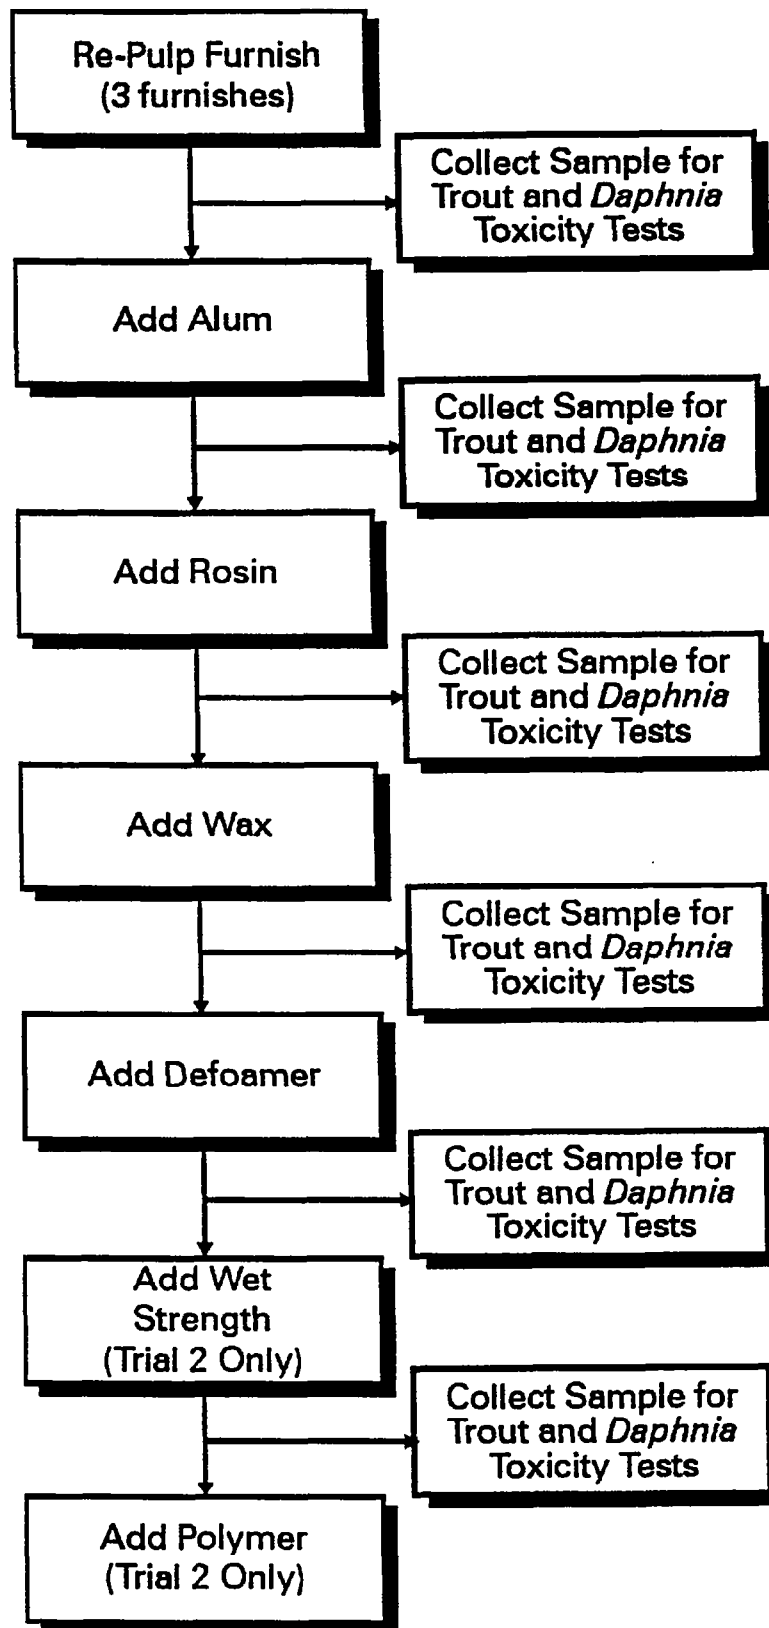 Re-Pulp Furnish
(3 furnishes)
Collect Sample for
Trout and Daphnia
Toxicity Tests
Add Alum
Collect Sample for
Trout and Daphnia
Toxicity Tests
Add Rosin
Collect Sample for
Trout and Daphnia
Toxicity Tests
Add Wax
Collect Sample for
Trout and Daphnia
Toxicity Tests
Add Defoamer
Collect Sample for
Trout and Daphnia
Toxicity Tests
Add Wet
Strength
(Trial 2 Only)
Collect Sample for
Trout and Daphnia
Toxicity Tests
Add Polymer
(Trial 2 Only)